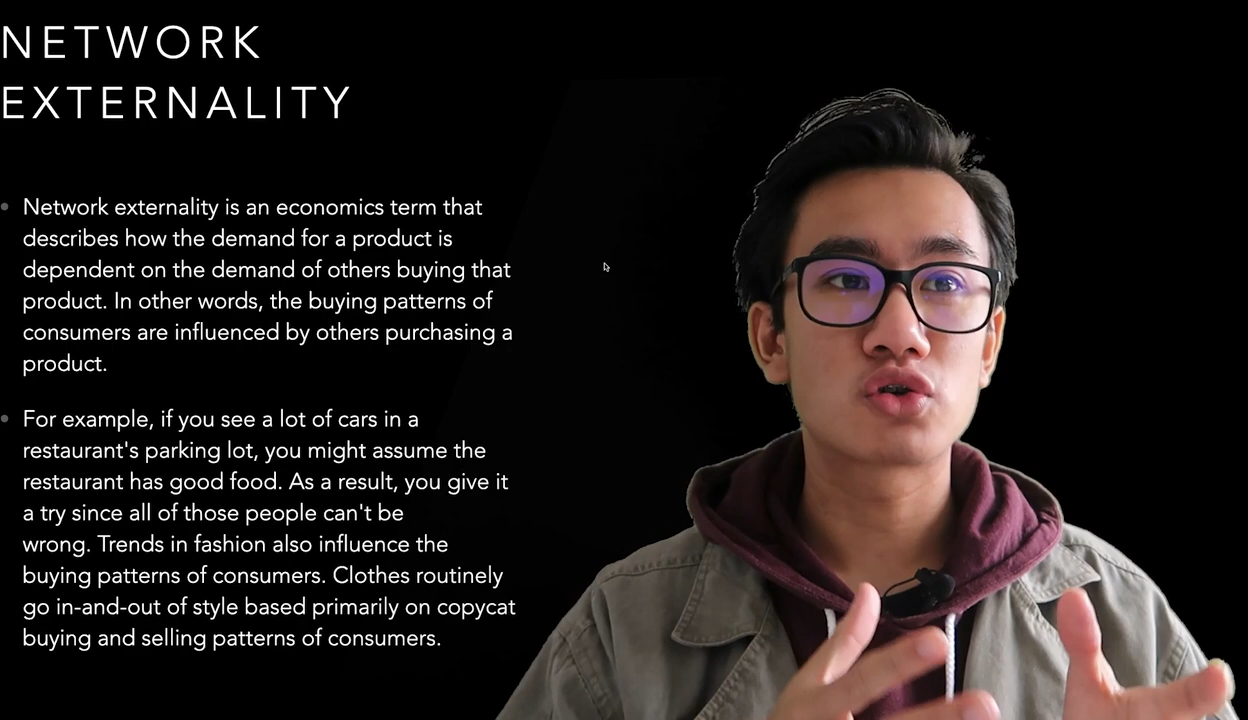 NETWORK
EXTERNALITY
• Network externality is an economics term that
describes how the demand for a product is
dependent on the demand of others buying that
product. In other words, the buying patterns of
consumers are influenced by others purchasing a
product.
• For example, if you see a lot of cars in a
restaurant's parking lot, you might assume the
restaurant has good food. As a result, you give it
a try since all of those people can't be
wrong. Trends in fashion also influence the
buying patterns of consumers. Clothes routinely
go in-and-out of style based primarily on copycat
buying and selling patterns of consumers.